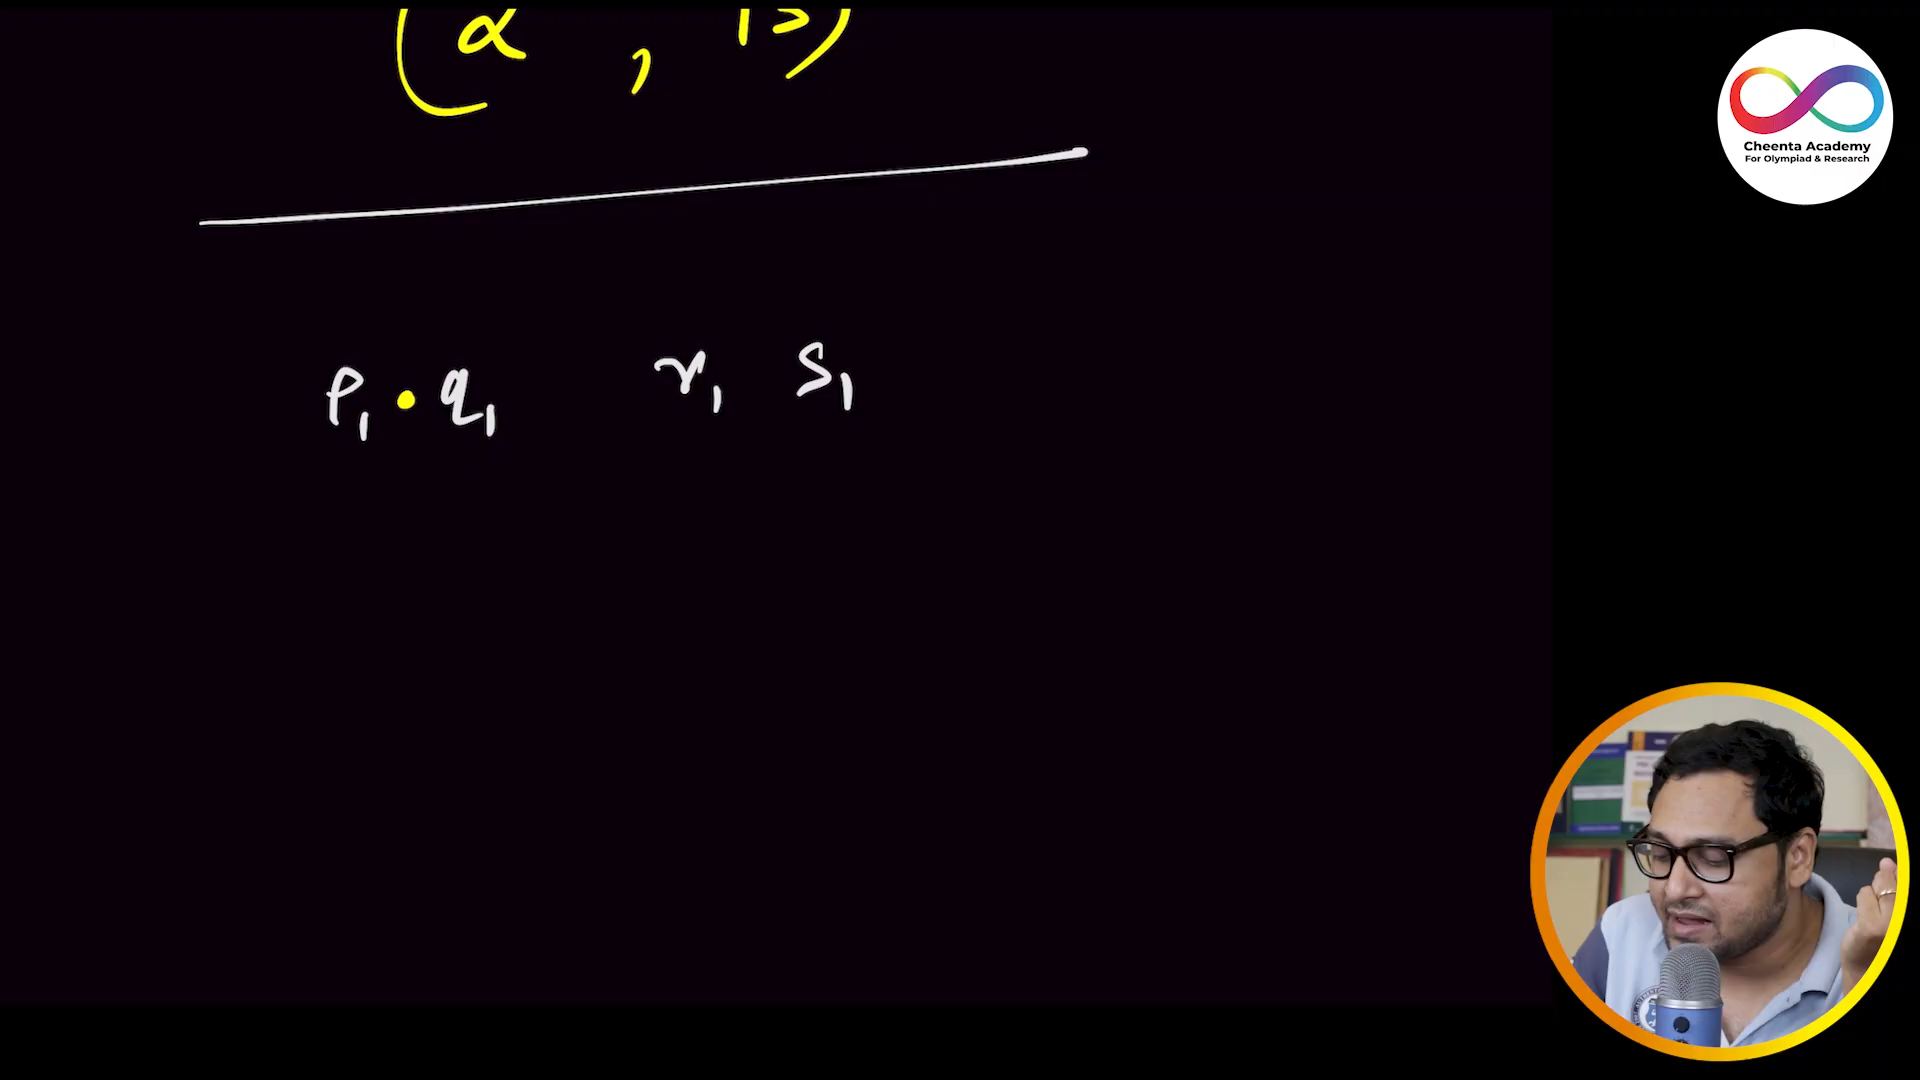 (α , β)
p₁ · q₁ r₁ s₁
Cheenta Academy
For Olympiad & Research